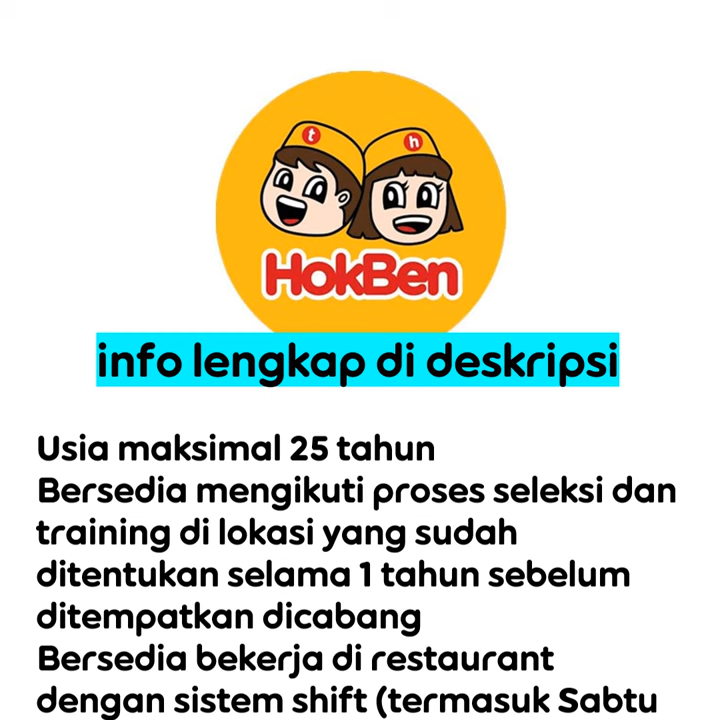 t h
HokBen
info lengkap di deskripsi
Usia maksimal 25 tahun
Bersedia mengikuti proses seleksi dan
training di lokasi yang sudah
ditentukan selama 1 tahun sebelum
ditempatkan dicabang
Bersedia bekerja di restaurant
dengan sistem shift (termasuk Sabtu